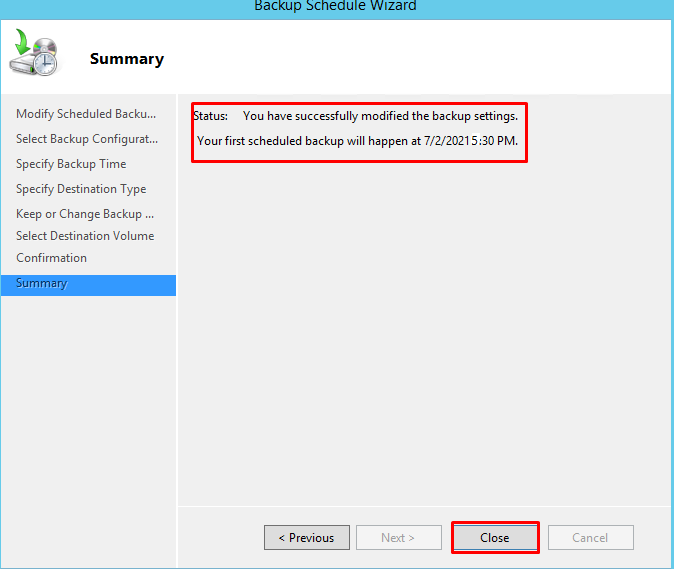 Backup Schedule Wizard
Summary
Modify Scheduled Backu...
Select Backup Configurat...
Specify Backup Time
Specify Destination Type
Keep or Change Backup ...
Select Destination Volume
Confirmation
Summary
Status: You have successfully modified the backup settings.
Your first scheduled backup will happen at 7/2/20215:30 PM.
< Previous Next > Close Cancel